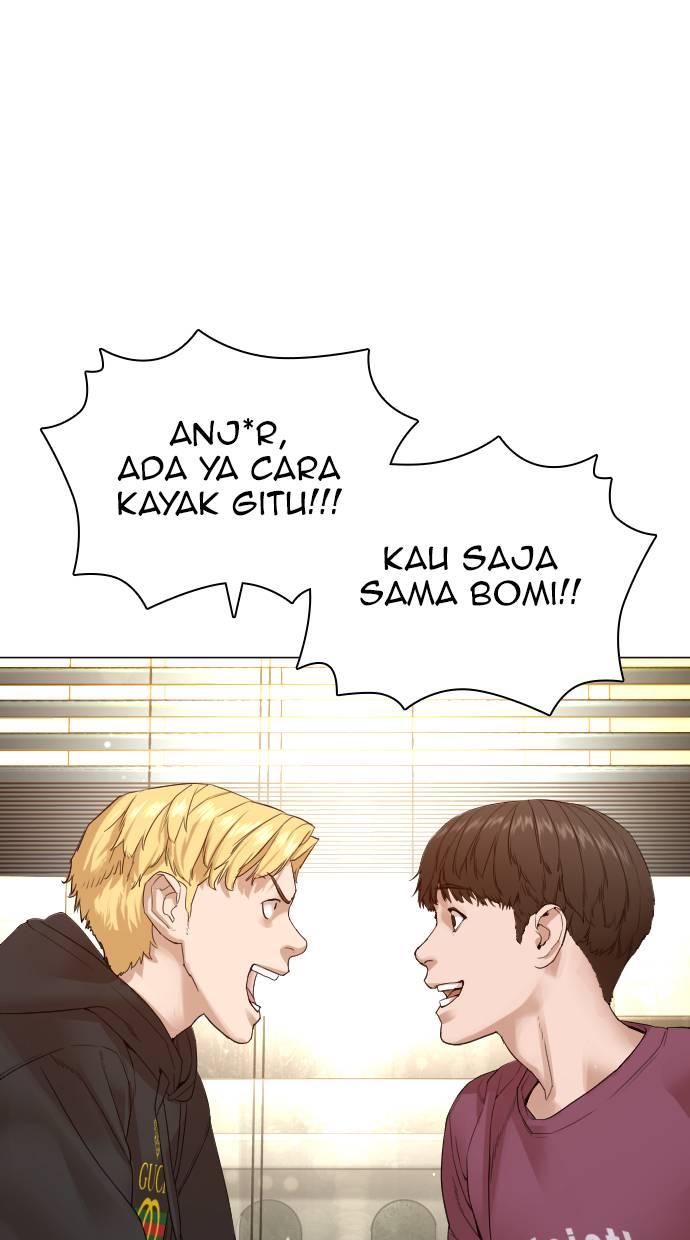 ANJ*R,
ADA YA CARA
KAYAK GITU!!!
KAU SAJA
SAMA BOMI!!
GUCCI